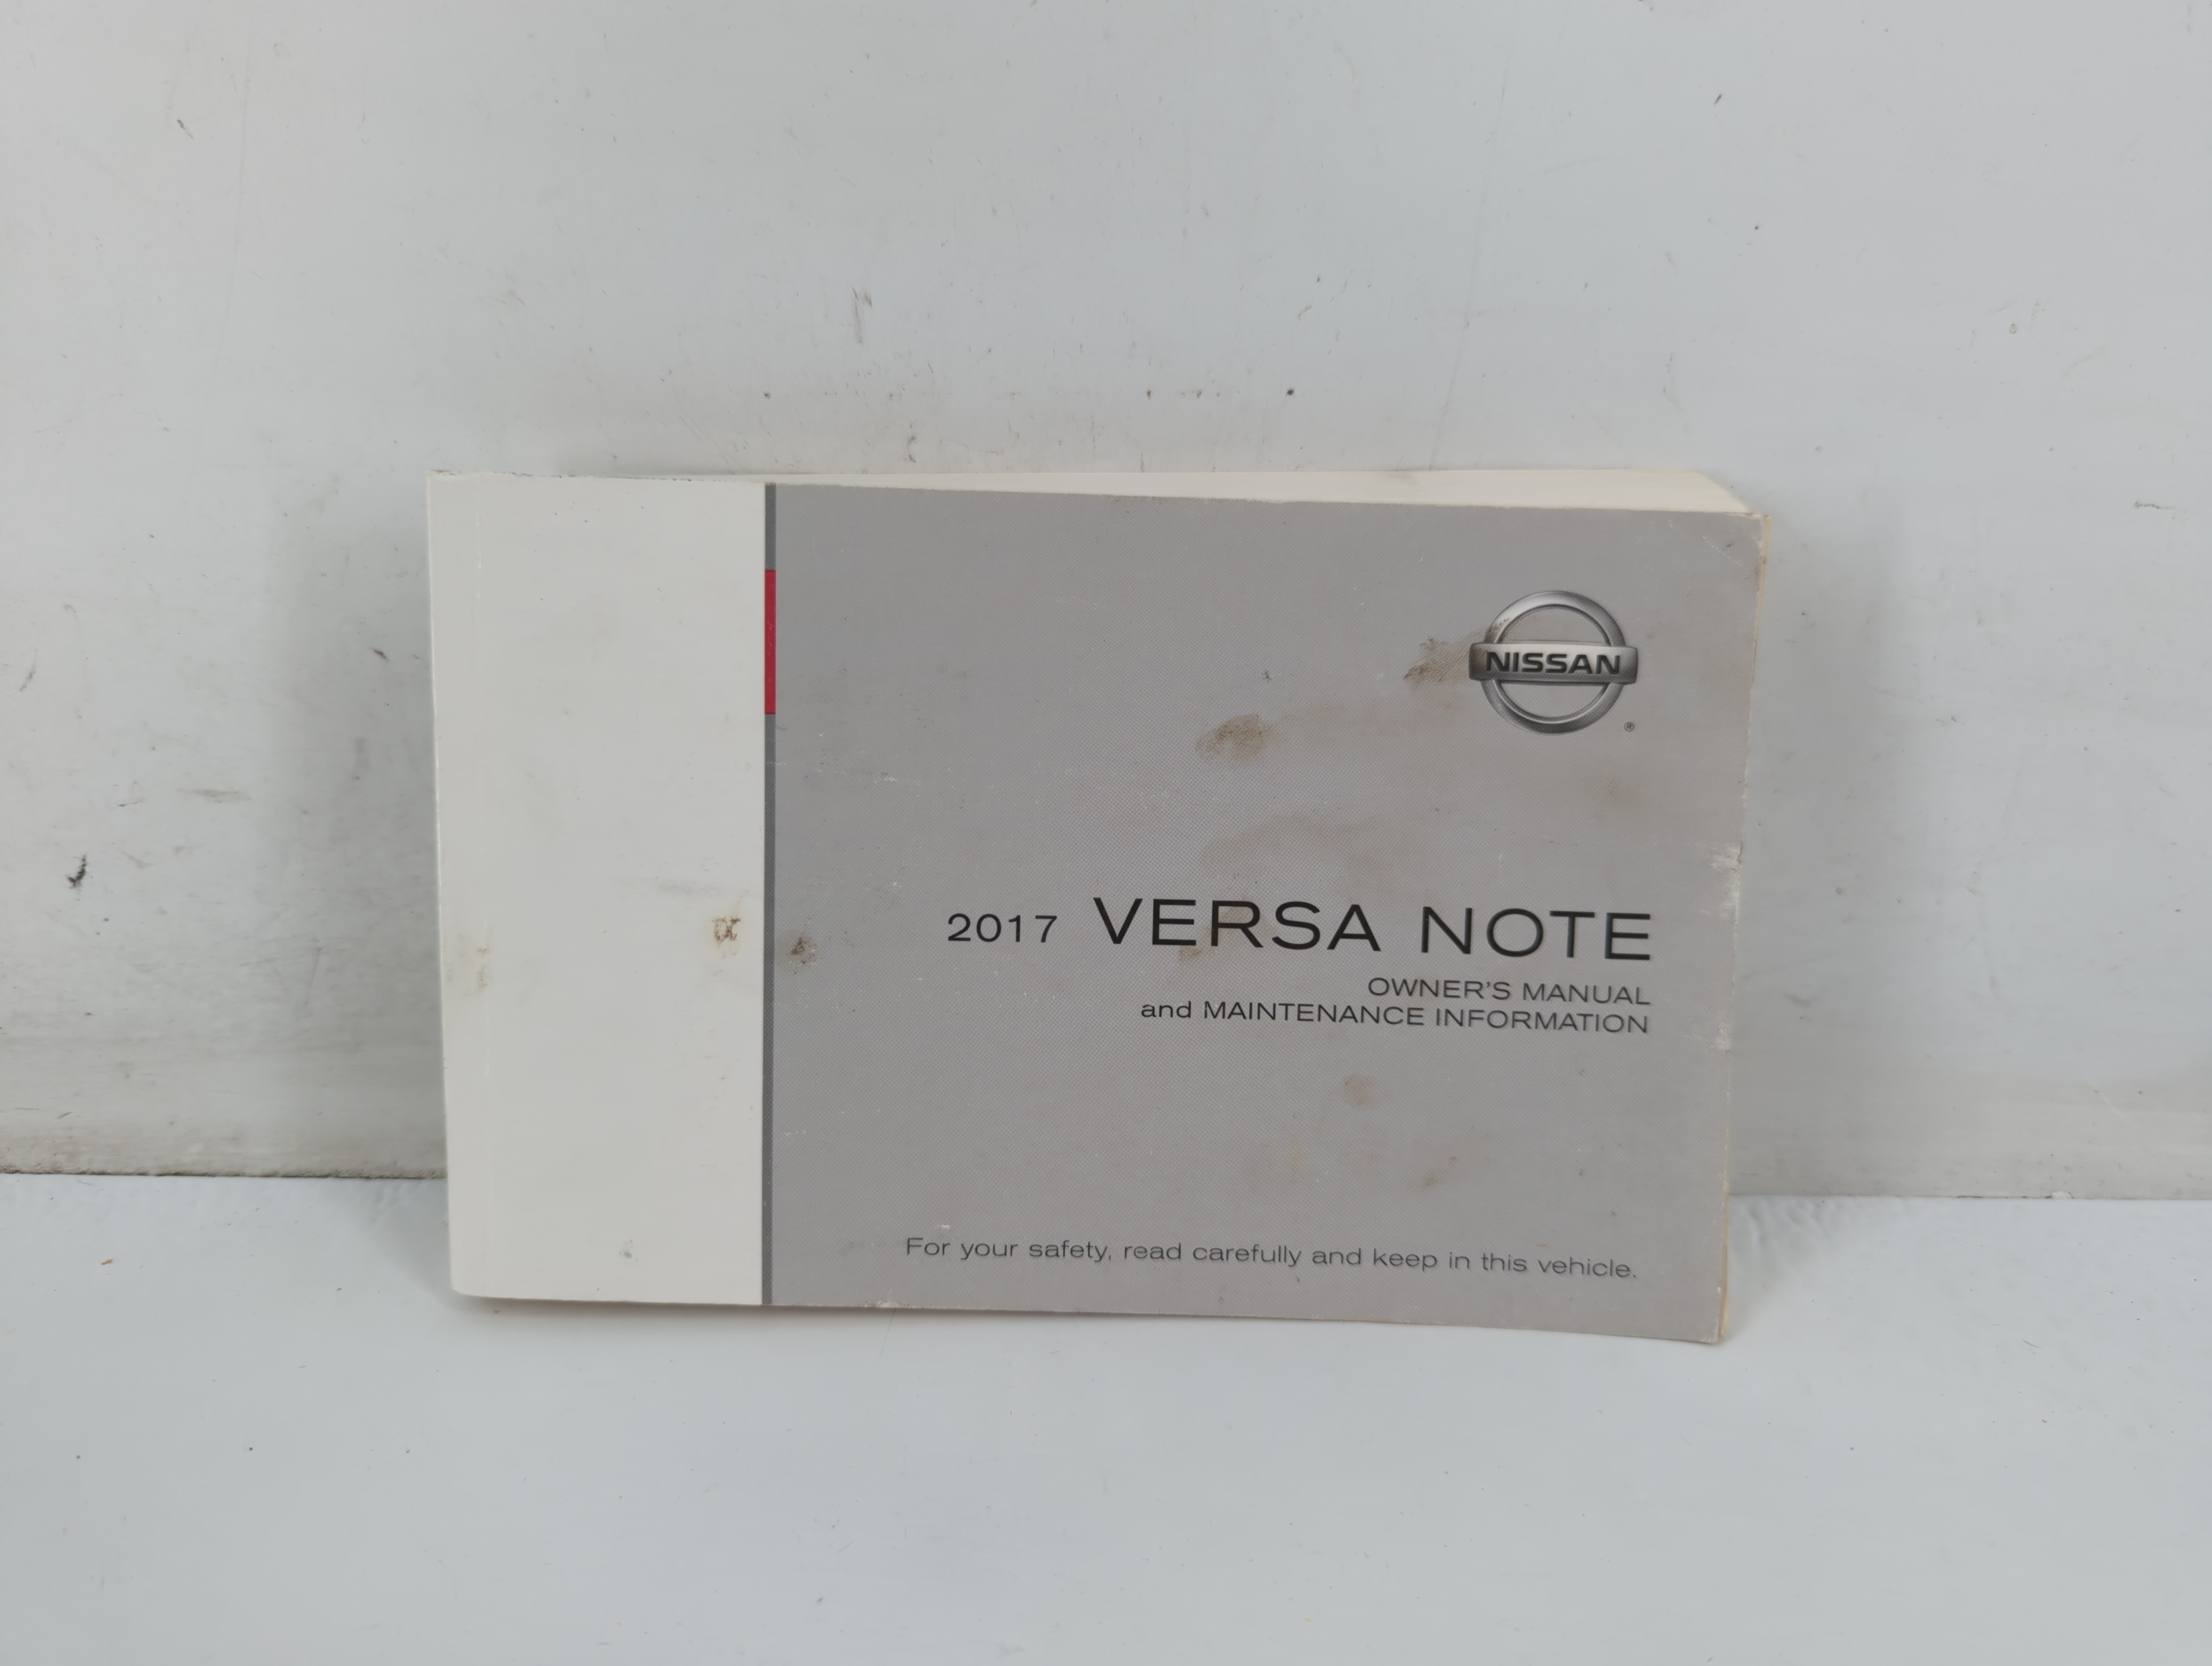 NISSAN
®
2017 VERSA NOTE
OWNER'S MANUAL
and MAINTENANCE INFORMATION
For your safety, read carefully and keep in this vehicle.